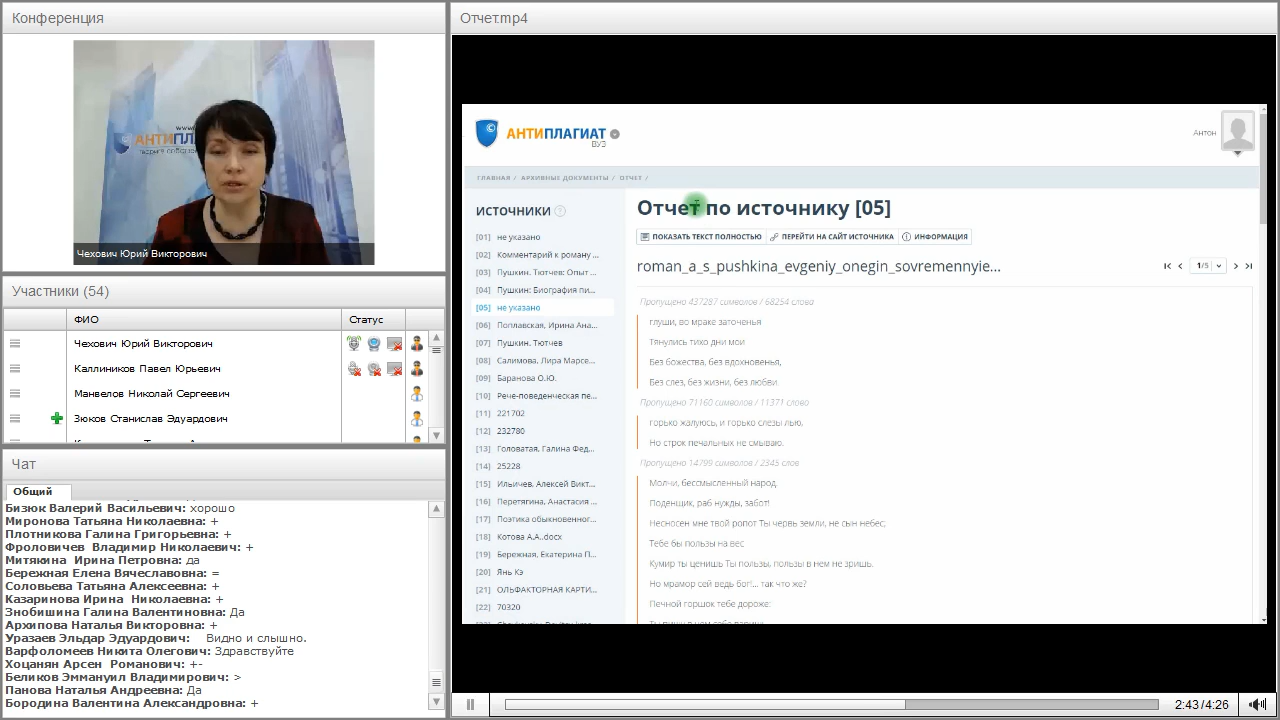 Конференция
www
АНТИПЛ
Чехович Юрий Викторович
Участники (54)
ФИО Статус
Чехович Юрий Викторович
Каллиников Павел Юрьевич
Манвелов Николай Сергеевич
Зюков Станислав Эдуардович
Чат
Общий
Бизюк Валерий Васильевич: хорошо
Миронова Татьяна Николаевна: +
Плотникова Галина Григорьевна: +
Фроловичев Владимир Николаевич: +
Митякина Ирина Петровна: да
Бережная Елена Вячеславовна: =
Соловьева Татьяна Алексеевна: +
Казаринова Ирина Николаевна: +
Знобишина Галина Валентиновна: Да
Архипова Наталья Викторовна: +
Уразаев Эльдар Эдуардович: Видно и слышно.
Варфоломеев Никита Олегович: Здравствуйте
Хоцанян Арсен Романович: +-
Беликов Эммануил Владимирович: >
Панова Наталья Андреевна: Да
Бородина Валентина Александровна: +
Отчет.mp4
АНТИПЛАГИАТ
ВУЗ
Антон
ГЛАВНАЯ / АРХИВНЫЕ ДОКУМЕНТЫ / ОТЧЕТ /
ИСТОЧНИКИ ?
[01] не указано
[02] Комментарий к роману ...
[03] Пушкин. Тютчев: Опыт ...
[04] Пушкин: Биография пи...
[05] не указано
[06] Поплавская, Ирина Ана...
[07] Пушкин. Тютчев
[08] Салимова, Лира Марсе...
[09] Баранова О.Ю.
[10] Рече-поведенческая пе...
[11] 221702
[12] 232780
[13] Головатая, Галина Фед...
[14] 25228
[15] Ильичев, Алексей Викт...
[16] Перетягина, Анастасия ...
[17] Поэтика обыкновенног...
[18] Котова А.А..docx
[19] Бережная, Екатерина П...
[20] Янь Кэ
[21] ОЛЬФАКТОРНАЯ КАРТИ...
[22] 70320
Отчет по источнику [05]
ПОКАЗАТЬ ТЕКСТ ПОЛНОСТЬЮ ПЕРЕЙТИ НА САЙТ ИСТОЧНИКА ИНФОРМАЦИЯ
roman_a_s_pushkina_evgeniy_onegin_sovremennyie... 1/5
Пропущено 437287 символов / 68254 слова
глуши, во мраке заточенья
Тянулись тихо дни мои
Без божества, без вдохновенья,
Без слез, без жизни, без любви.
Пропущено 71160 символов / 11371 слово
горько жалуюсь, и горько слезы лью,
Но строк печальных не смываю.
Пропущено 14799 символов / 2345 слов
Молчи, бессмысленный народ,
Поденщик, раб нужды, забот!
Несносен мне твой ропот Ты червь земли, не сын небес;
Тебе бы пользы на вес
Кумир ты ценишь Ты пользы, пользы в нем не зришь.
Но мрамор сей ведь бог!... так что же?
Печной горшок тебе дороже:
2:43/4:26